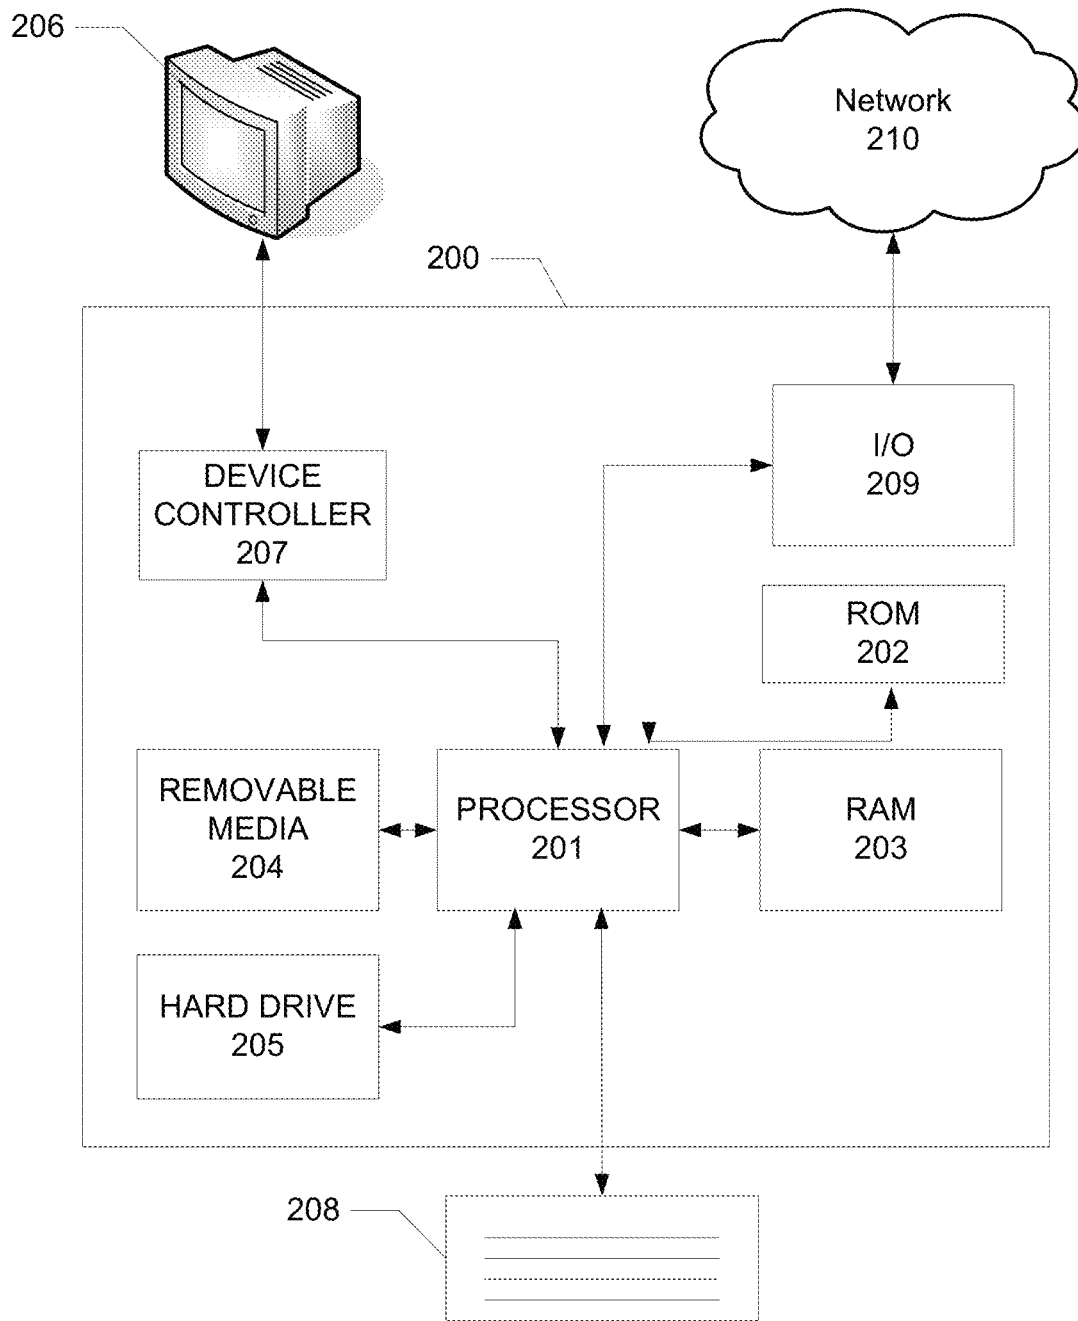 206
Network
210
200
I/O
209
DEVICE
CONTROLLER
207
ROM
202
REMOVABLE
MEDIA
204
PROCESSOR
201
RAM
203
HARD DRIVE
205
208